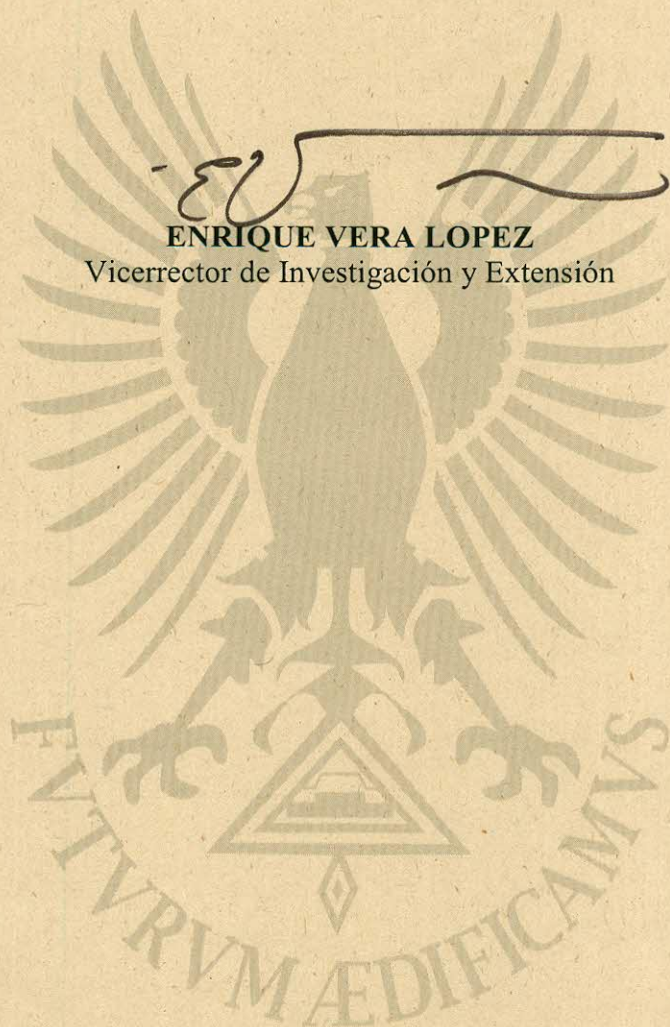 ENRIQUE VERA LOPEZ
Vicerrector de Investigación y Extensión
FVTVRVM ÆDIFICAMVS